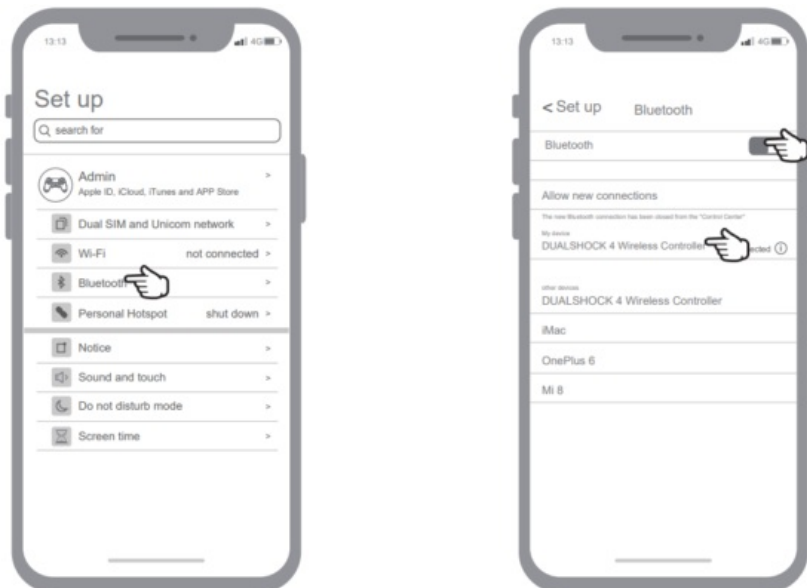 13:13 4G
Set up
search for
Admin
Apple ID, iCloud, iTunes and APP Store >
Dual SIM and Unicom network >
Wi-Fi not connected >
Bluetooth >
Personal Hotspot shut down >
Notice >
Sound and touch >
Do not disturb mode >
Screen time >
13:13 4G
< Set up Bluetooth
Bluetooth
Allow new connections
The new Bluetooth connection has been closed from the "Control Center"
My device
DUALSHOCK 4 Wireless Controller
other devices
DUALSHOCK 4 Wireless Controller
iMac
OnePlus 6
Mi 8